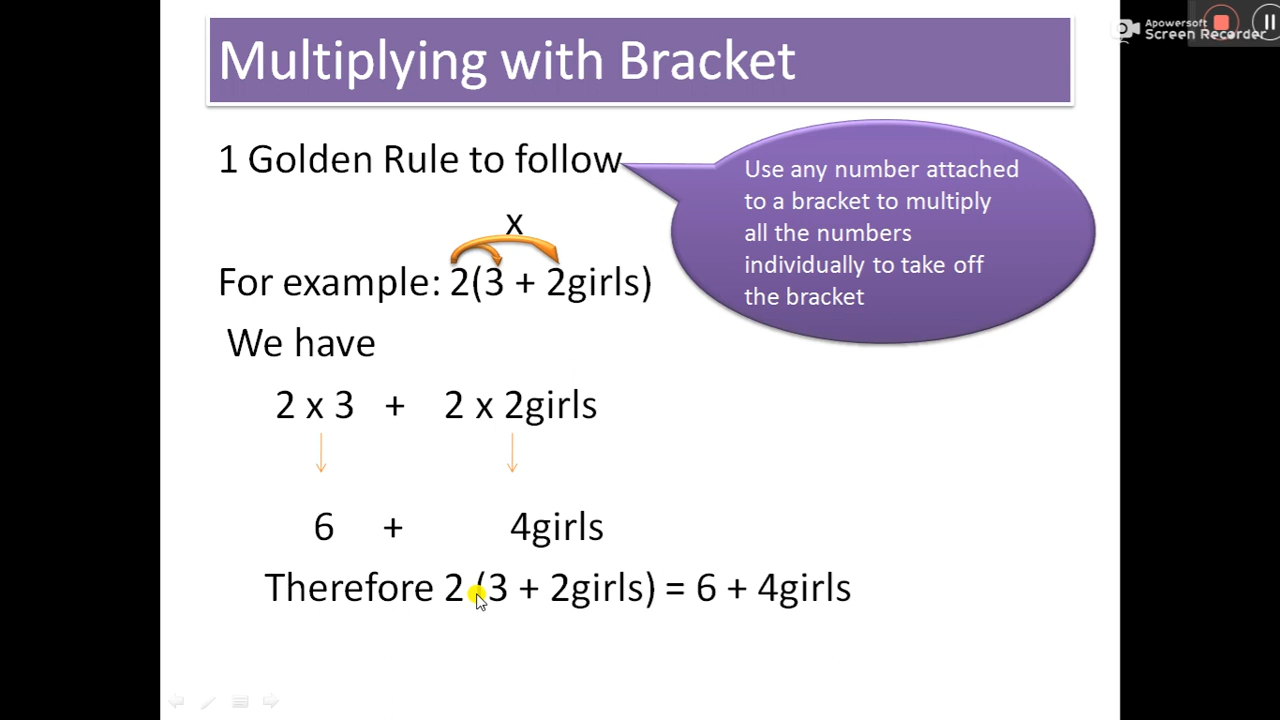 Apowersoft
Screen Recorder
Multiplying with Bracket
1 Golden Rule to follow
Use any number attached
to a bracket to multiply
all the numbers
individually to take off
the bracket
x
For example: 2(3 + 2girls)
We have
2 x 3 + 2 x 2girls
6 + 4girls
Therefore 2 (3 + 2girls) = 6 + 4girls